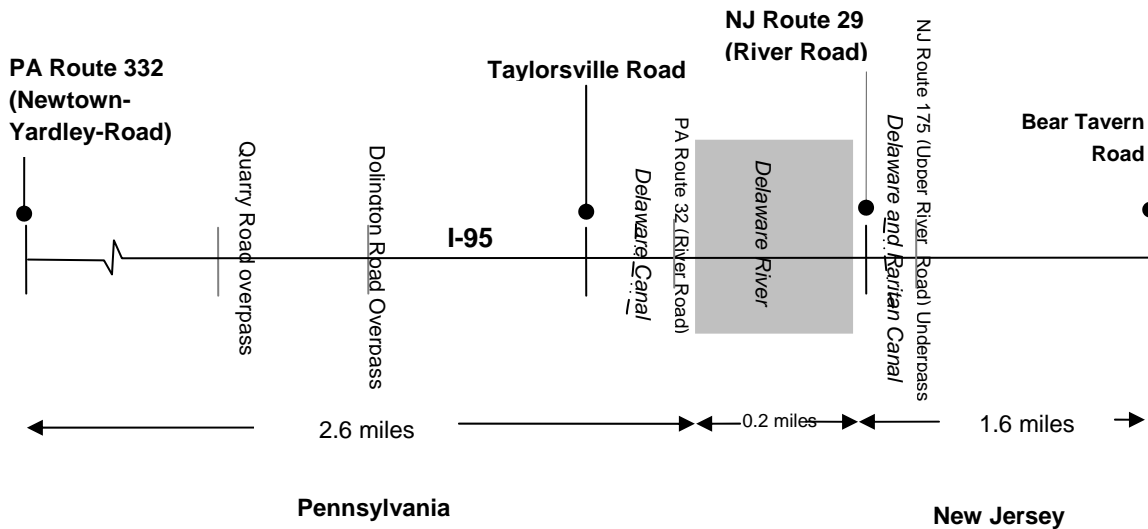 PA Route 332
(Newtown-
Yardley-Road)
Quarry Road overpass
Dolington Road Overpass
I-95
Taylorsville Road
Delaware Canal
PA Route 32 (River Road)
Delaware River
NJ Route 29
(River Road)
Delaware and Raritan Canal
NJ Route 175 (Upper River Road) Underpass
Bear Tavern
Road
2.6 miles
0.2 miles
1.6 miles
Pennsylvania
New Jersey